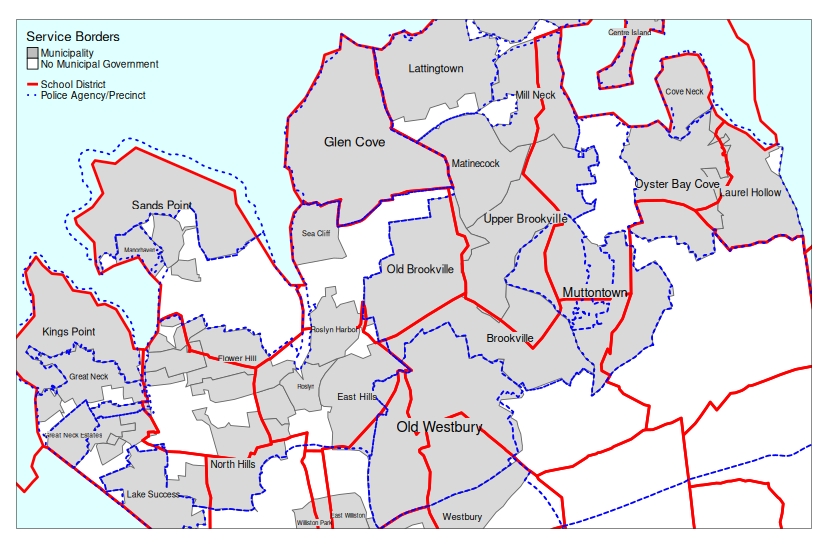 Service Borders
Municipality
No Municipal Government
School District
Police Agency/Precinct
Centre Island
Lattingtown
Mill Neck
Cove Neck
Glen Cove
Matinecock
Oyster Bay Cove
Laurel Hollow
Sands Point
Upper Brookville
Sea Cliff
Manorhaven
Old Brookville
Muttontown
Kings Point
Roslyn Harbor
Brookville
Flower Hill
Great Neck
Roslyn
East Hills
Old Westbury
Great Neck Estates
North Hills
Lake Success
East Williston
Westbury
Williston Park